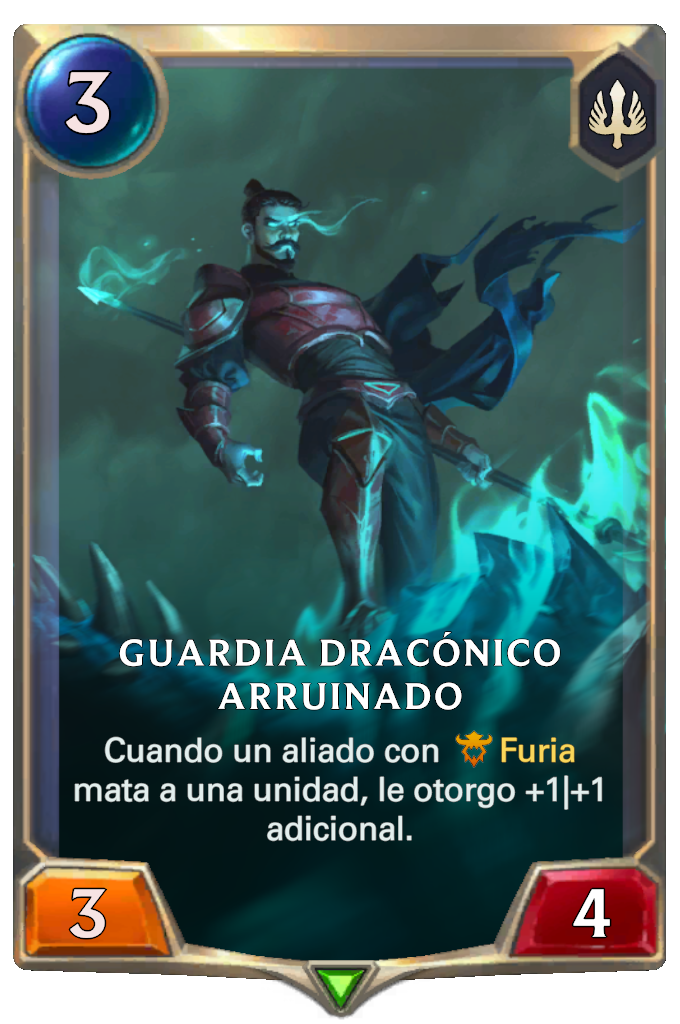 3
GUARDIA DRACÓNICO
ARRUINADO
Cuando un aliado con Furia
mata a una unidad, le otorgo +1|+1
adicional.
3
4